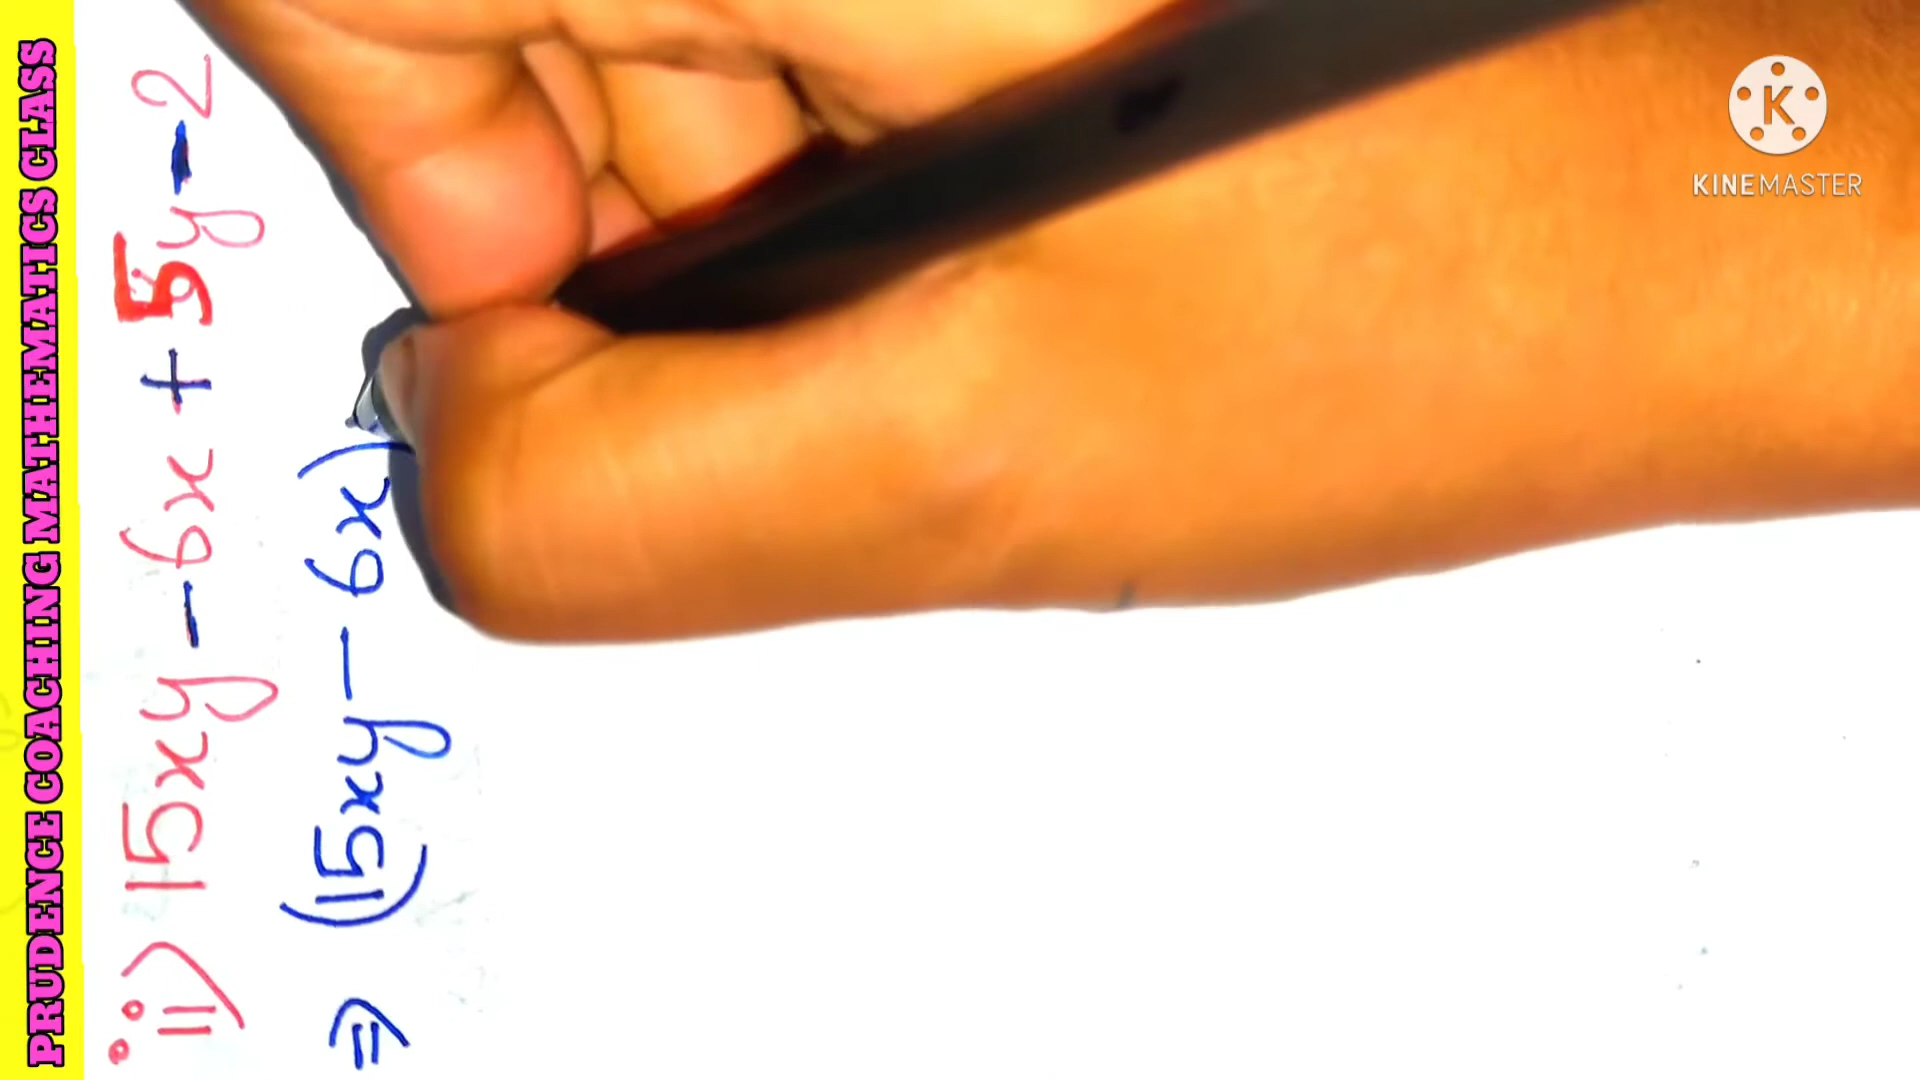 PRUDENCE COACHING MATHEMATICS CLASS
ii) 15xy - 6x + 5y - 2
⇒ (15xy - 6x)
KINEMASTER